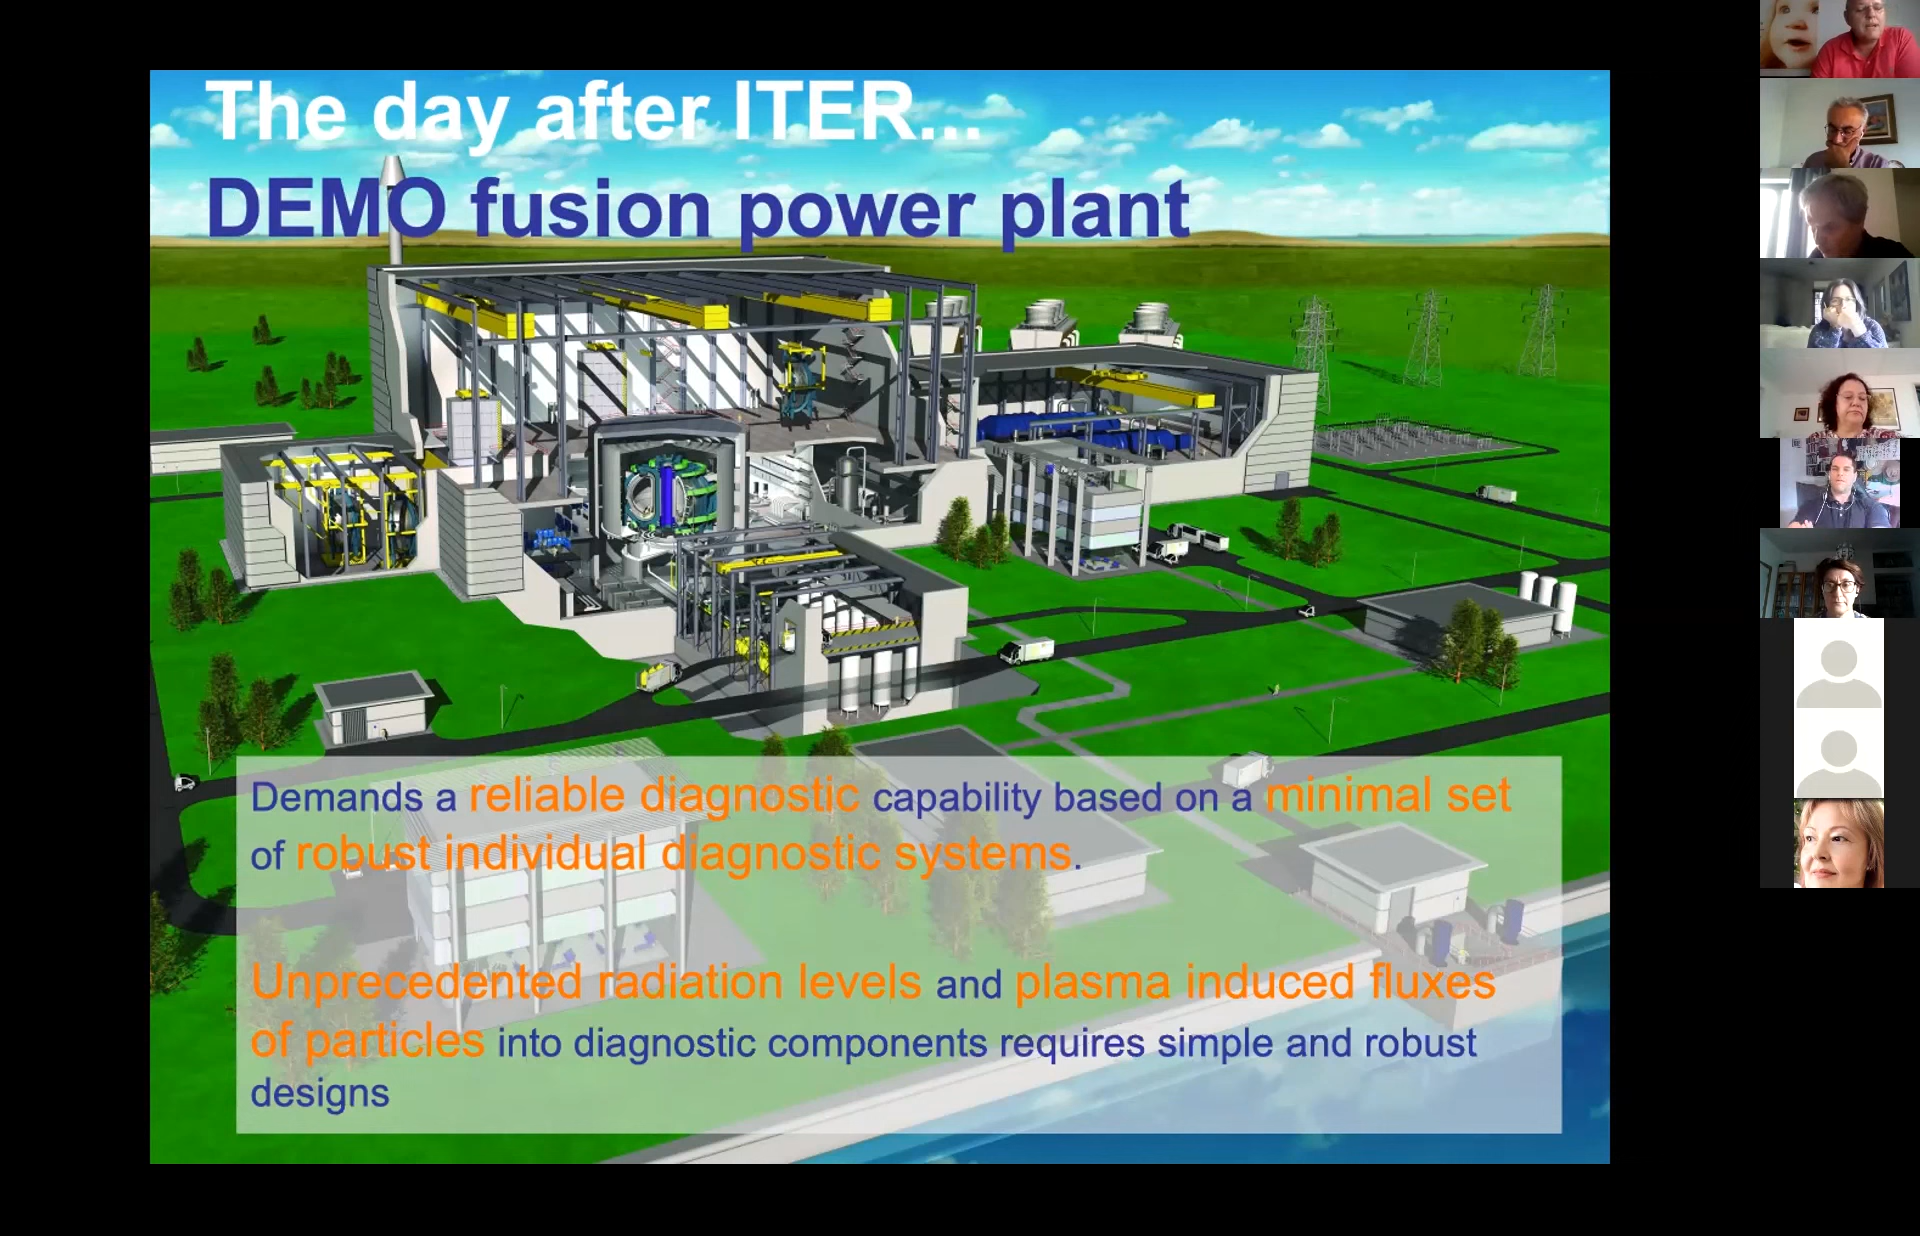 The day after ITER...
DEMO fusion power plant
Demands a reliable diagnostic capability based on a minimal set
of robust individual diagnostic systems.
Unprecedented radiation levels and plasma induced fluxes
of particles into diagnostic components requires simple and robust
designs